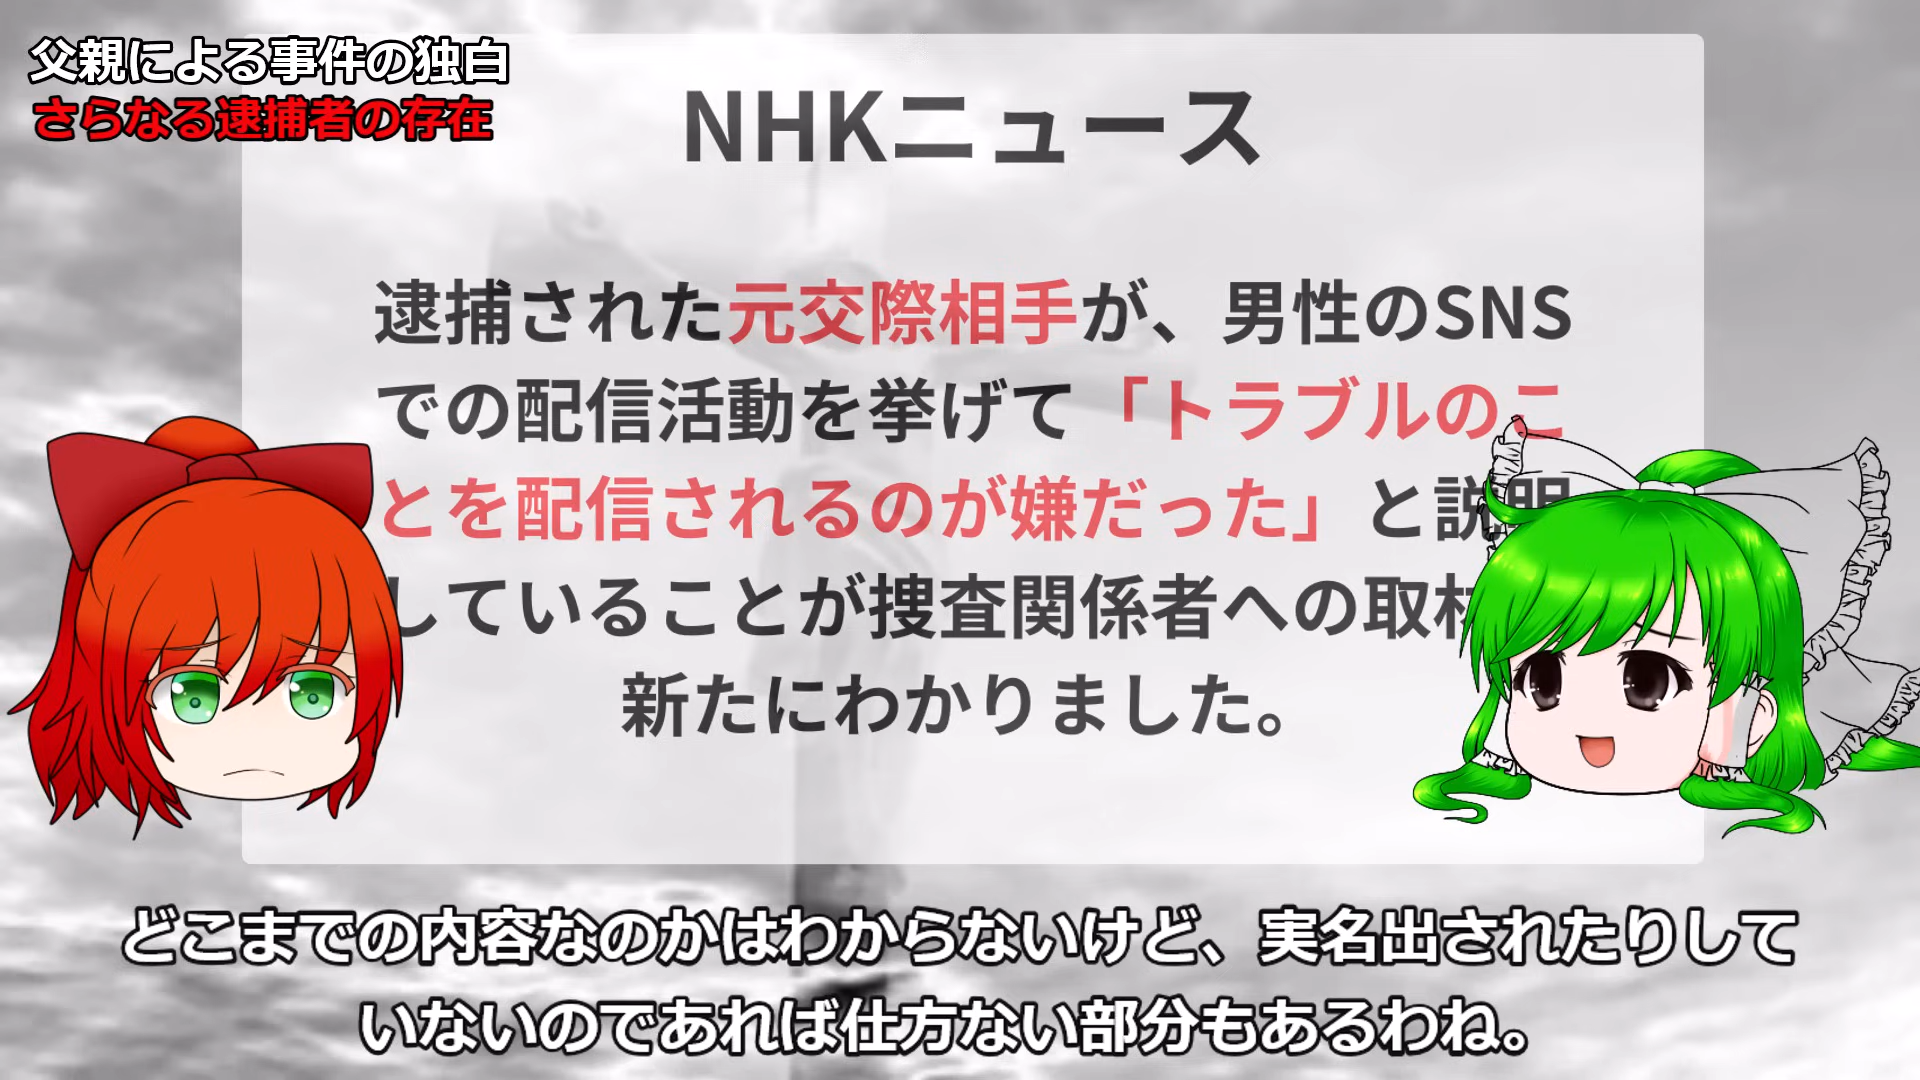 父親による事件の独白
さらなる逮捕者の存在
NHKニュース
逮捕された元交際相手が、男性のSNS
での配信活動を挙げて「トラブルのこ
とを配信されるのが嫌だった」と説明
していることが捜査関係者への取材
新たにわかりました。
どこまでの内容なのかはわからないけど、実名出されたりして
いないのであれば仕方ない部分もあるわね。